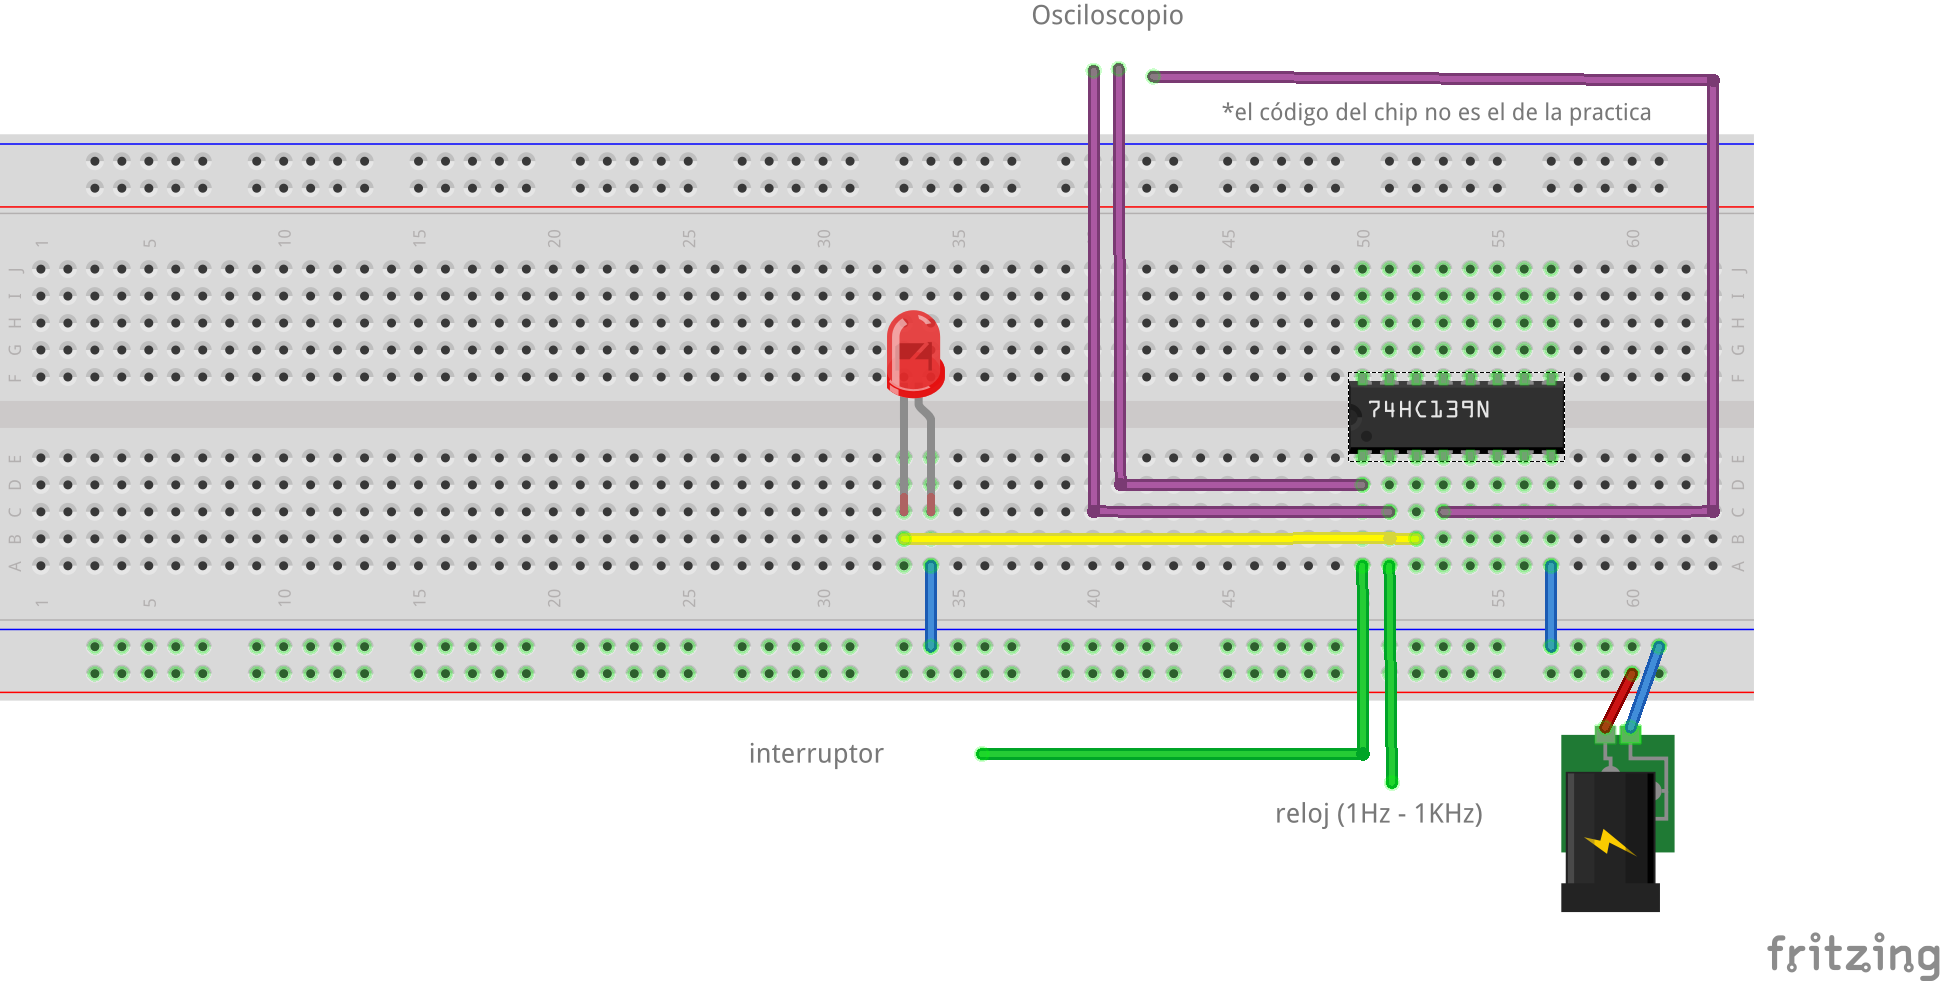 Osciloscopio
*el código del chip no es el de la practica
1 5 10 15 20 25 30 35 45 50 55 60
J J
I I
H H
G G
F F
74HC139N
E E
D D
C C
B B
A A
1 5 10 15 20 25 30 35 40 45 55 60
interruptor
reloj (1Hz - 1KHz)
fritzing